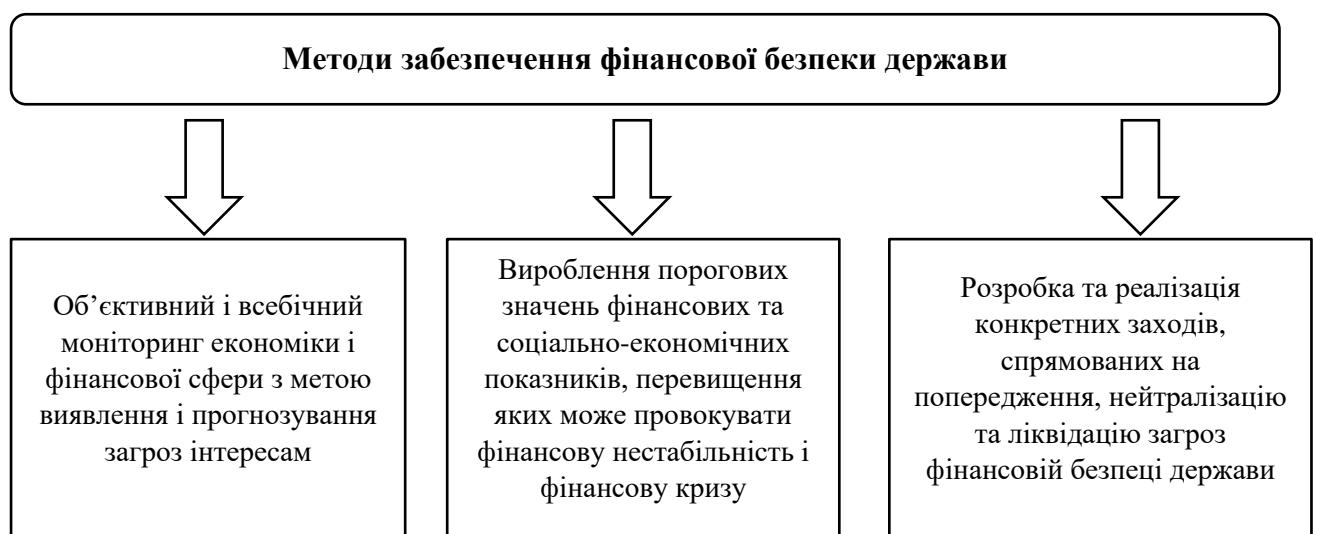 Методи забезпечення фінансової безпеки держави
Об’єктивний і всебічний
моніторинг економіки і
фінансової сфери з метою
виявлення і прогнозування
загроз інтересам
Вироблення порогових
значень фінансових та
соціально-економічних
показників, перевищення
яких може провокувати
фінансову нестабільність і
фінансову кризу
Розробка та реалізація
конкретних заходів,
спрямованих на
попередження, нейтралізацію
та ліквідацію загроз
фінансовій безпеці держави